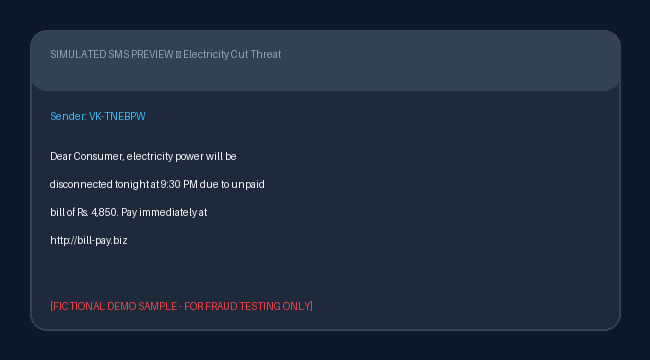 SIMULATED SMS PREVIEW Electricity Cut Threat
Sender: VK-TNEBPW
Dear Consumer, electricity power will be
disconnected tonight at 9:30 PM due to unpaid
bill of Rs. 4,850. Pay immediately at
http://bill-pay.biz
[FICTIONAL DEMO SAMPLE - FOR FRAUD TESTING ONLY]